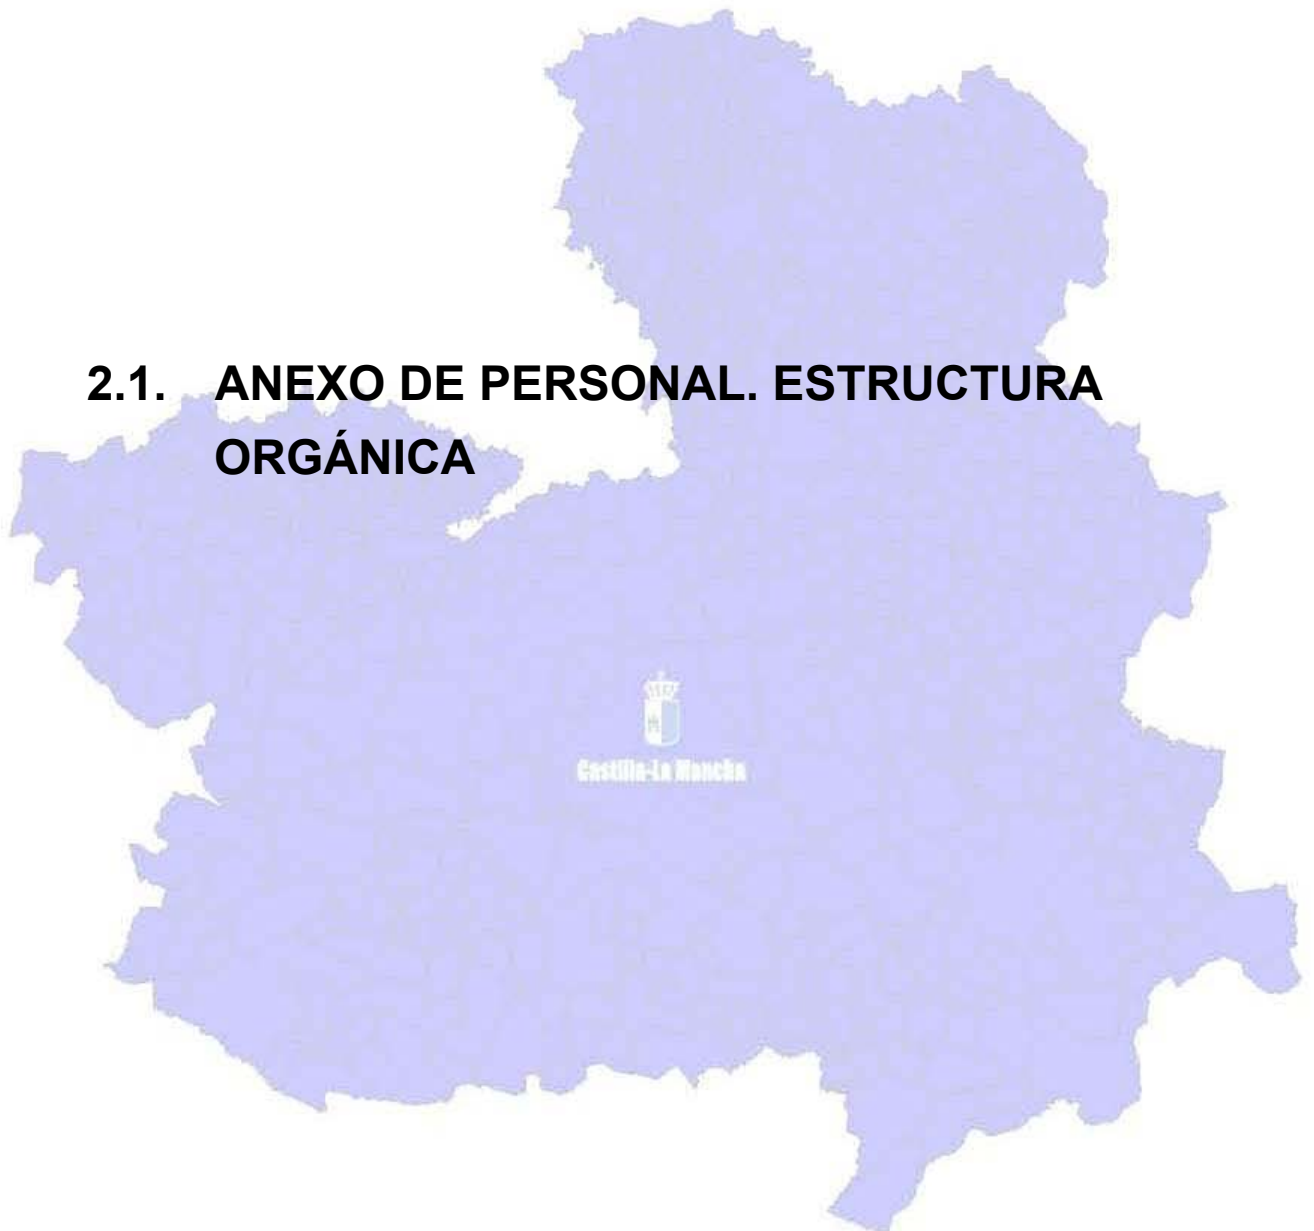 2.1. ANEXO DE PERSONAL. ESTRUCTURA
ORGÁNICA
Castilla-La Mancha